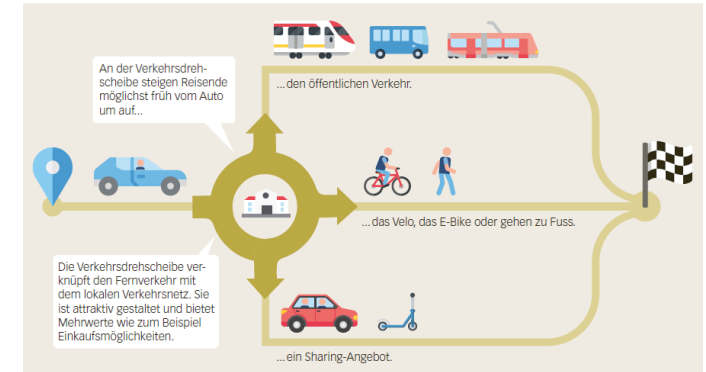 An der Verkehrsdreh-
scheibe steigen Reisende
möglichst früh vom Auto
um auf...
...den öffentlichen Verkehr.
...das Velo, das E-Bike oder gehen zu Fuss.
Die Verkehrsdrehscheibe ver-
knüpft den Fernverkehr mit
dem lokalen Verkehrsnetz. Sie
ist attraktiv gestaltet und bietet
Mehrwerte wie zum Beispiel
Einkaufsmöglichkeiten.
...ein Sharing-Angebot.